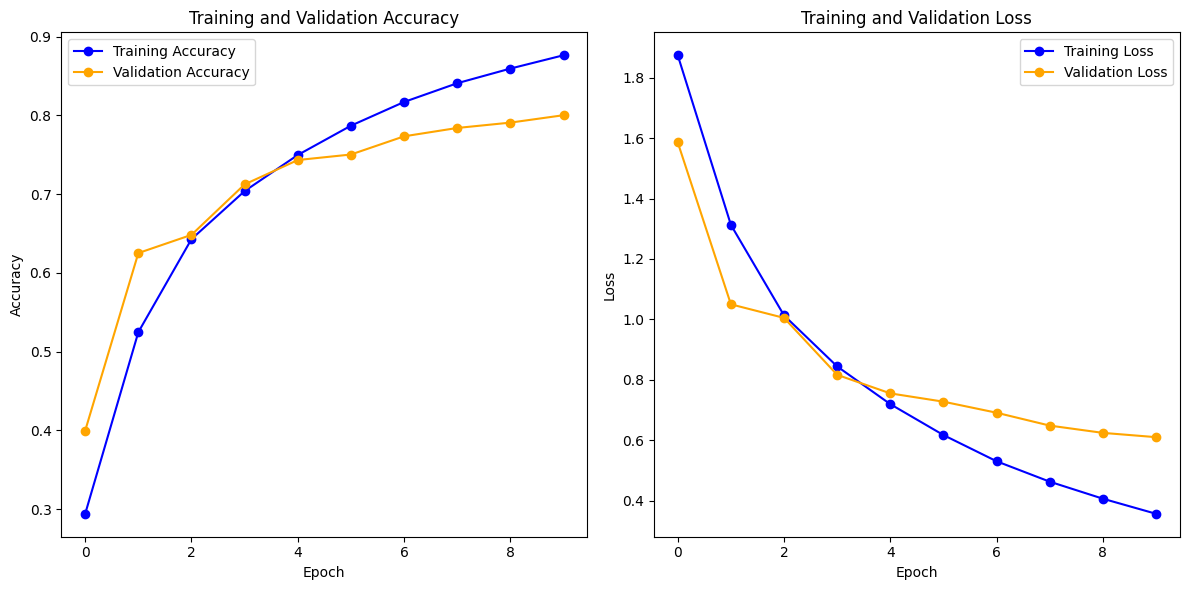 Training and Validation Accuracy
Training Accuracy
Validation Accuracy
0.9
0.8
0.7
0.6
0.5
0.4
0.3
Accuracy
0 2 4 6 8
Epoch
Training and Validation Loss
Training Loss
Validation Loss
1.8
1.6
1.4
1.2
1.0
0.8
0.6
0.4
Loss
0 2 4 6 8
Epoch